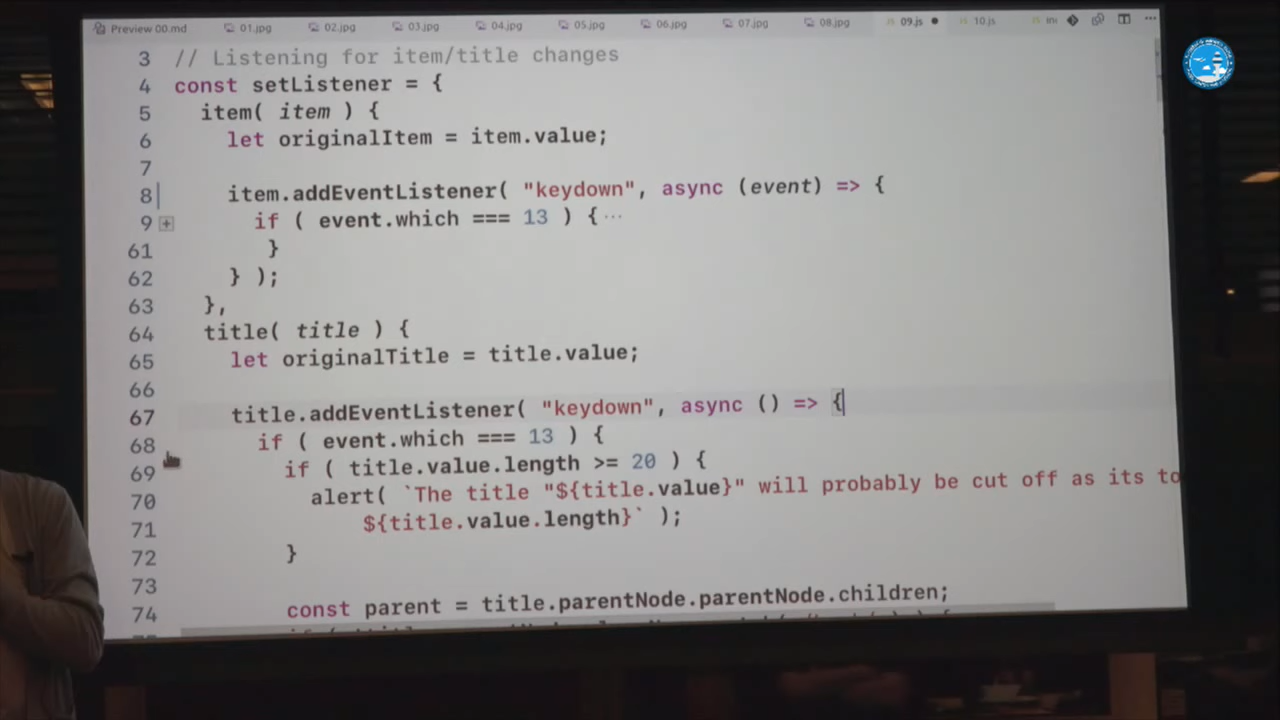 Preview 00.md 01.jpg 02.jpg 03.jpg 04.jpg 05.jpg 06.jpg 07.jpg 08.jpg 09.js 10.js
3 // Listening for item/title changes
4 const setListener = {
5 item( item ) {
6 let originalItem = item.value;
7
8 item.addEventListener( "keydown", async (event) => {
9 if ( event.which === 13 ) {···
61 }
62 } );
63 },
64 title( title ) {
65 let originalTitle = title.value;
66
67 title.addEventListener( "keydown", async () => {
68 if ( event.which === 13 ) {
69 if ( title.value.length >= 20 ) {
70 alert( `The title "${title.value}" will probably be cut off as its to
71 ${title.value.length}` );
72 }
73
74 const parent = title.parentNode.parentNode.children;